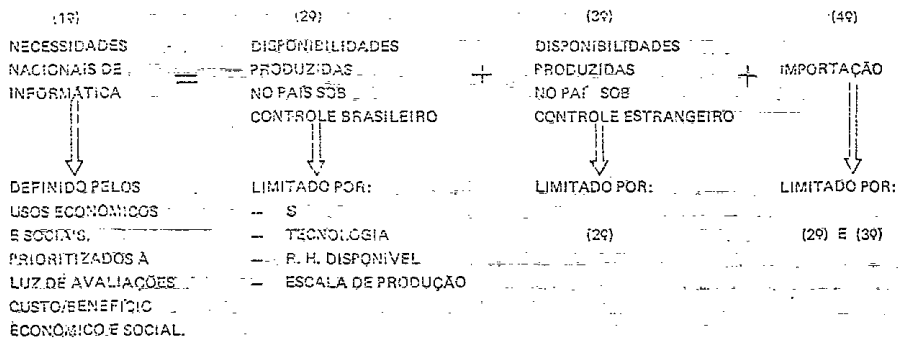 (1º) (2º) (3º) (4º)
NECESSIDADES
NACIONAIS DE
INFORMÁTICA
=
DISPONIBILIDADES
PRODUZIDAS
NO PAÍS SOB
CONTROLE BRASILEIRO
+
DISPONIBILIDADES
PRODUZIDAS
NO PAÍ SOB
CONTROLE ESTRANGEIRO
+
IMPORTAÇÃO
DEFINIDO PELOS
USOS ECONÔMICOS
E SOCIAIS,
PRIORITIZADOS À
LUZ DE AVALIAÇÕES
CUSTO/BENEFÍCIO
ECONÔMICO E SOCIAL.
LIMITADO POR:
— S
— TECNOLOGIA
— R. H. DISPONÍVEL
— ESCALA DE PRODUÇÃO
LIMITADO POR:
(2º)
LIMITADO POR:
(2º) E (3º)